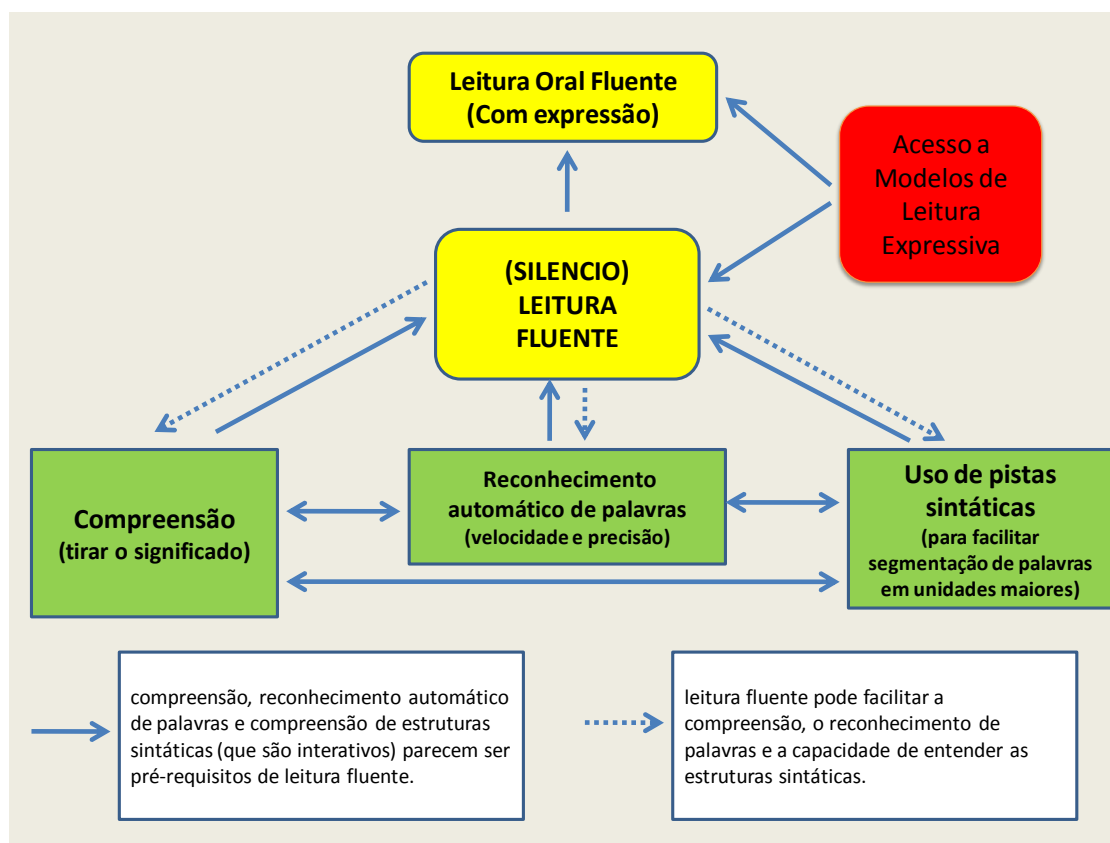 Leitura Oral Fluente
(Com expressão)
Acesso a
Modelos de
Leitura
Expressiva
(SILENCIO)
LEITURA
FLUENTE
Compreensão
(tirar o significado)
Reconhecimento
automático de palavras
(velocidade e precisão)
Uso de pistas
sintáticas
(para facilitar
segmentação de palavras
em unidades maiores)
compreensão, reconhecimento automático
de palavras e compreensão de estruturas
sintáticas (que são interativos) parecem ser
pré-requisitos de leitura fluente.
leitura fluente pode facilitar a
compreensão, o reconhecimento de
palavras e a capacidade de entender as
estruturas sintáticas.